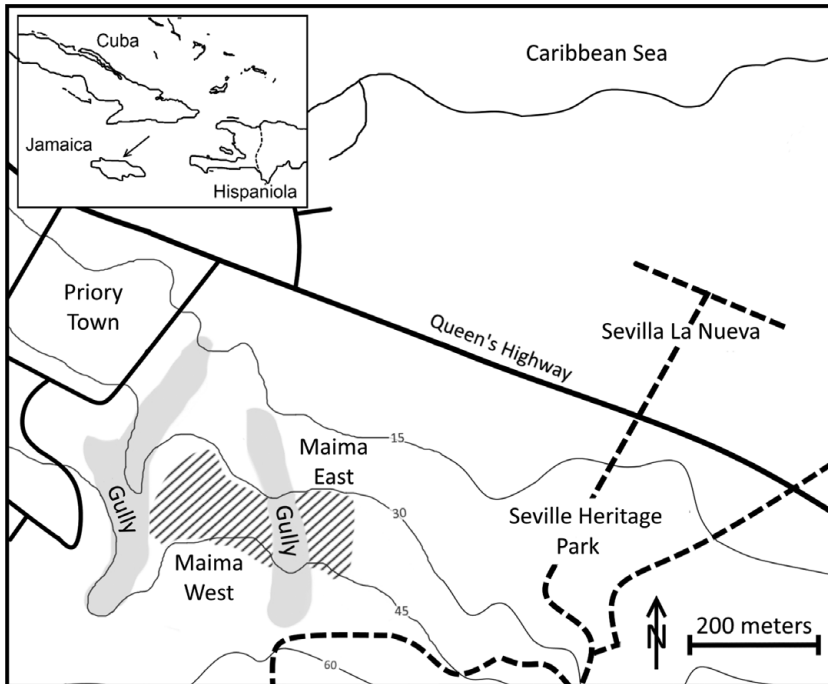 Cuba
Caribbean Sea
Jamaica
Hispaniola
Priory
Town
Queen's Highway
Sevilla La Nueva
Maima
East
15
Gully
Gully
30
Seville Heritage
Park
Maima
West
45
N
200 meters
60